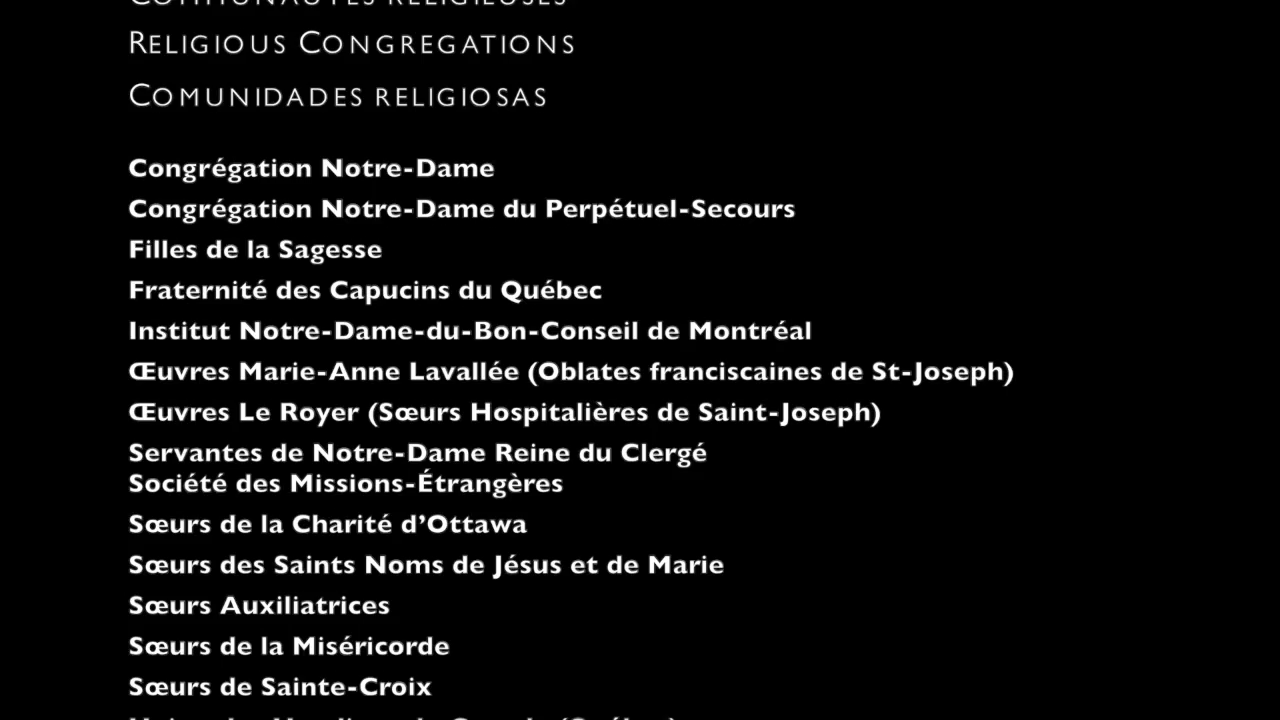 COMMUNAUTÉS RELIGIEUSES
RELIGIOUS CONGREGATIONS
COMUNIDADES RELIGIOSAS
Congrégation Notre-Dame
Congrégation Notre-Dame du Perpétuel-Secours
Filles de la Sagesse
Fraternité des Capucins du Québec
Institut Notre-Dame-du-Bon-Conseil de Montréal
Œuvres Marie-Anne Lavallée (Oblates franciscaines de St-Joseph)
Œuvres Le Royer (Sœurs Hospitalières de Saint-Joseph)
Servantes de Notre-Dame Reine du Clergé
Société des Missions-Étrangères
Sœurs de la Charité d’Ottawa
Sœurs des Saints Noms de Jésus et de Marie
Sœurs Auxiliatrices
Sœurs de la Miséricorde
Sœurs de Sainte-Croix